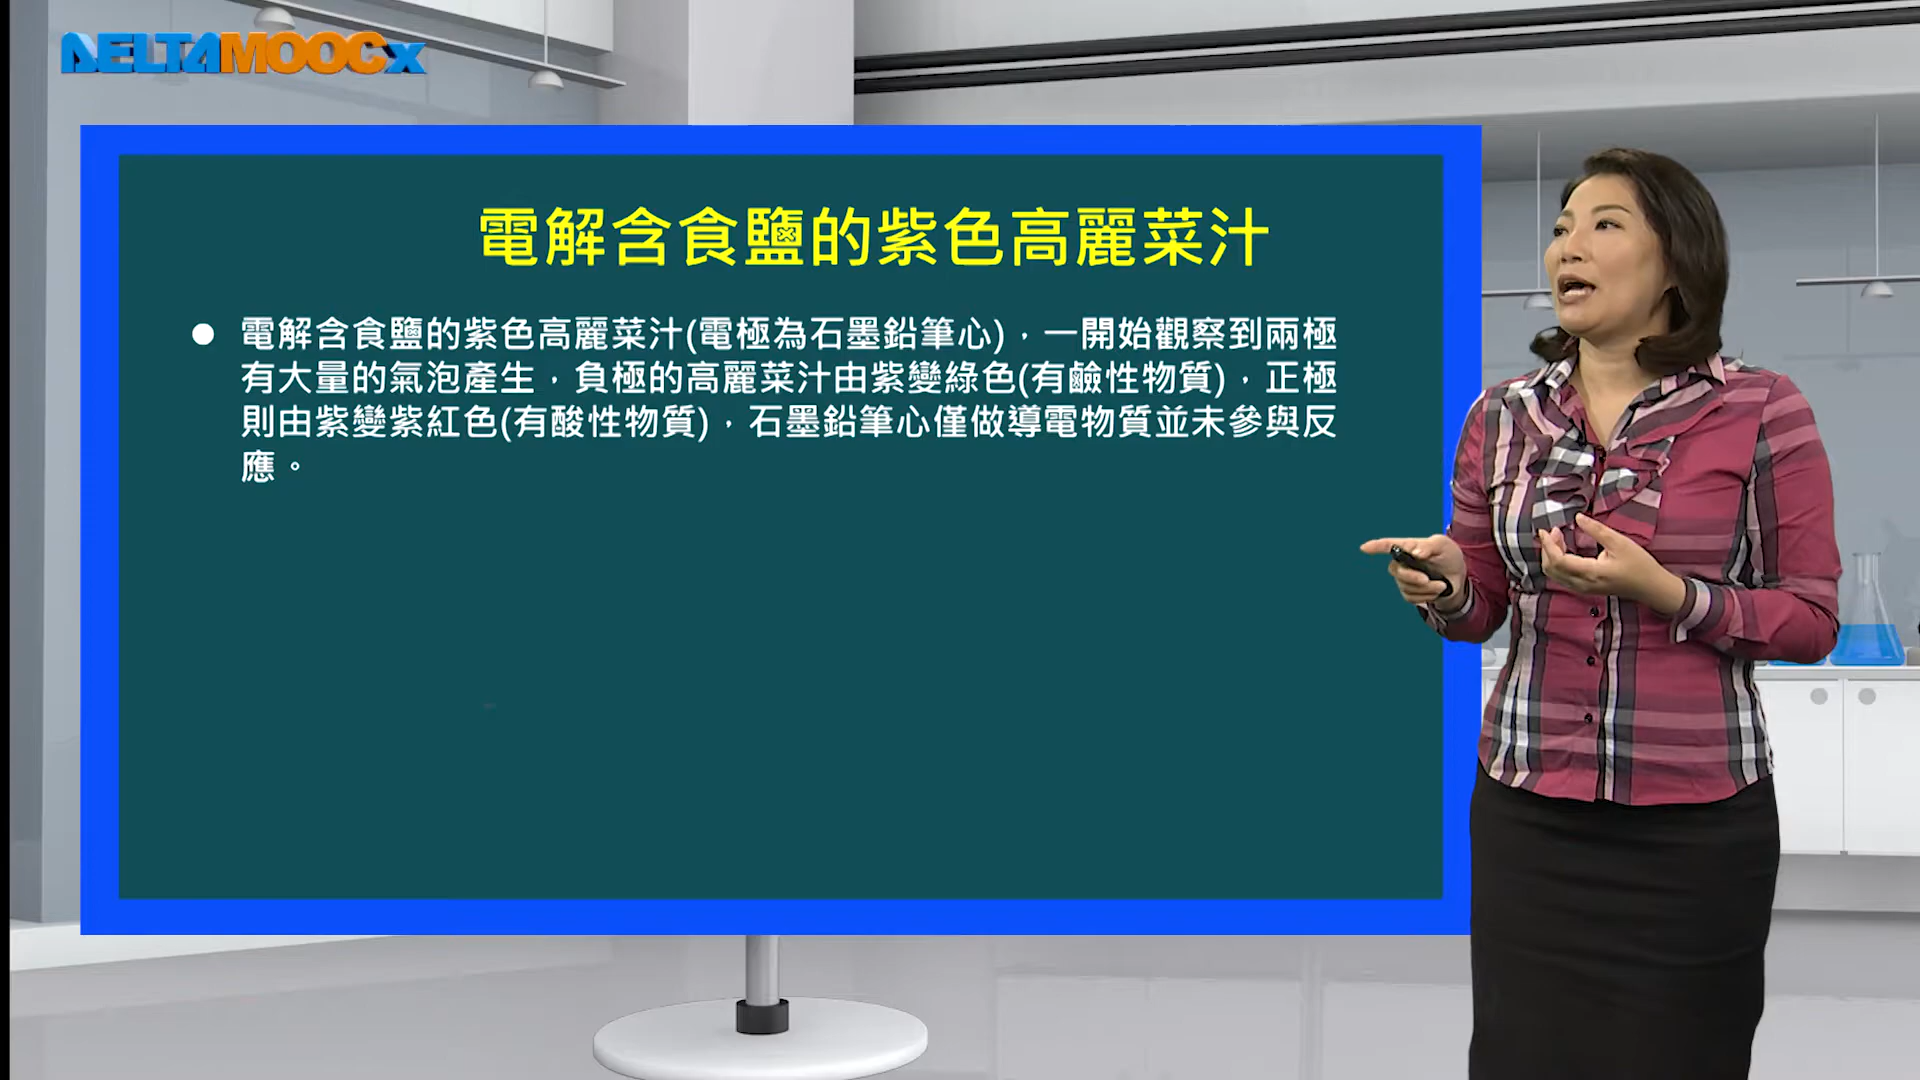 DELTAMOOCx
電解含食鹽的紫色高麗菜汁
● 電解含食鹽的紫色高麗菜汁(電極為石墨鉛筆心)，一開始觀察到兩極
有大量的氣泡產生，負極的高麗菜汁由紫變綠色(有鹼性物質)，正極
則由紫變紫紅色(有酸性物質)，石墨鉛筆心僅做導電物質並未參與反
應。